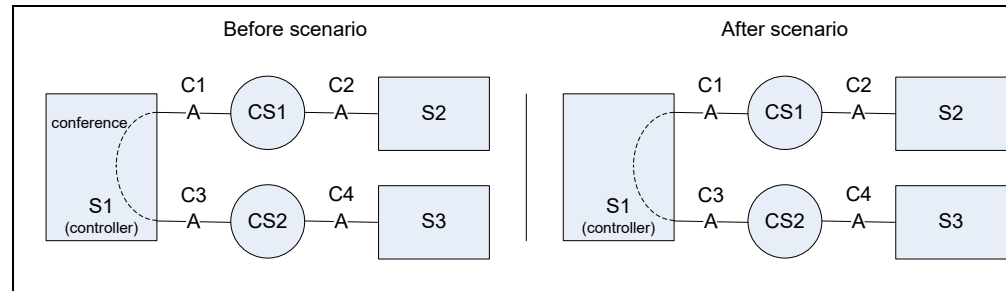 Before scenario
After scenario
C1
C2
C1
C2
A
CS1
A
S2
A
CS1
A
S2
conference
C3
C4
C3
C4
S1
(controller)
A
CS2
A
S3
S1
(controller)
A
CS2
A
S3